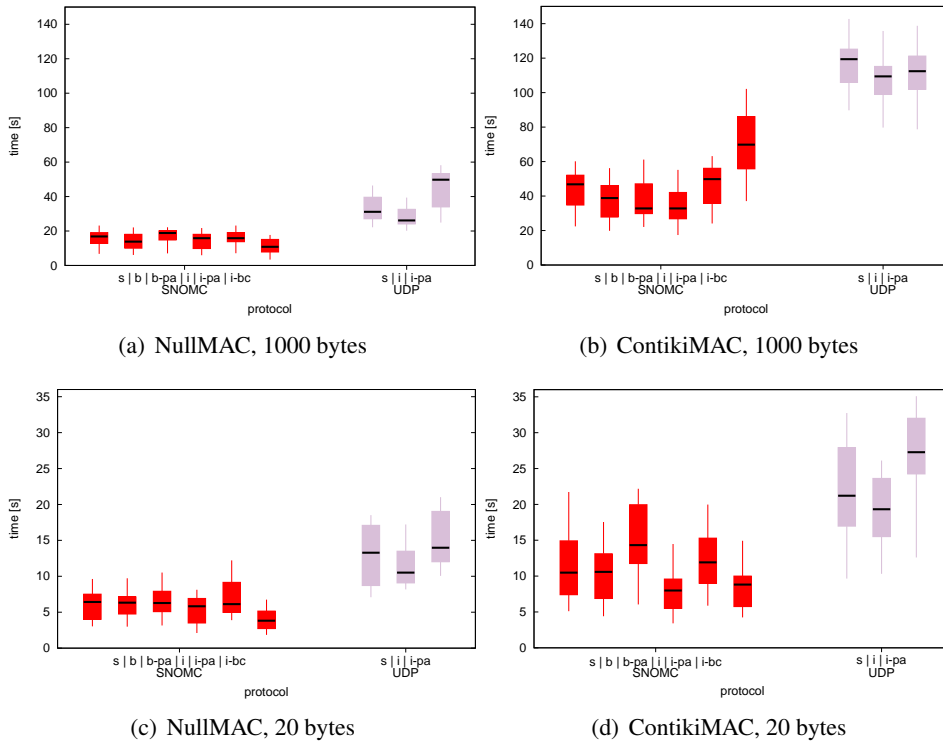 140
120
100
80
60
40
20
0
time [s]
s | b | b-pa | i | i-pa | i-bc
SNOMC
s | i | i-pa
UDP
protocol
(a) NullMAC, 1000 bytes
140
120
100
80
60
40
20
0
time [s]
s | b | b-pa | i | i-pa | i-bc
SNOMC
s | i | i-pa
UDP
protocol
(b) ContikiMAC, 1000 bytes
35
30
25
20
15
10
5
0
time [s]
s | b | b-pa | i | i-pa | i-bc
SNOMC
s | i | i-pa
UDP
protocol
(c) NullMAC, 20 bytes
35
30
25
20
15
10
5
0
time [s]
s | b | b-pa | i | i-pa | i-bc
SNOMC
s | i | i-pa
UDP
protocol
(d) ContikiMAC, 20 bytes